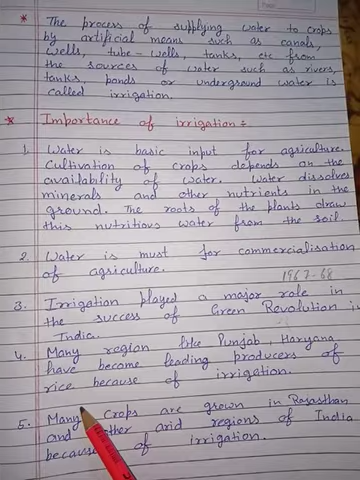 * The process of supplying water to crops
by artificial means such as canals,
wells, tube-wells, tanks, etc from
the sources of water such as rivers,
tanks, ponds or underground water is
called irrigation.
* Importance of irrigation :-
1. Water is basic input for agriculture.
Cultivation of crops depends on the
availability of water. Water dissolves
minerals and other nutrients in the
ground. The roots of the plants draw
this nutritious water from the soil
2. Water is must for commercialisation
of agriculture.
1967-68
3. Irrigation played a major role in
the success of Green Revolution in
India.
4. Many region like Punjab, Haryana
have become leading producers of
rice because of irrigation.
5. Many crops are grown in Rajasthan
and other arid regions of India
because of irrigation.